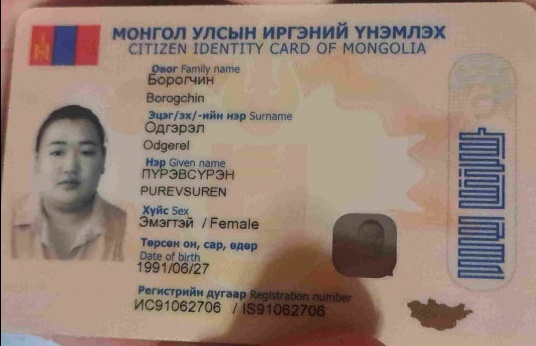 МОНГОЛ УЛСЫН ИРГЭНИЙ ҮНЭМЛЭХ
CITIZEN IDENTITY CARD OF MONGOLIA
Овог Family name
Борогчин
Borogchin
Эцэг/эх/-ийн нэр Surname
Одгэрэл
Odgerel
Нэр Given name
ПҮРЭВСҮРЭН
PUREVSUREN
Хүйс Sex
Эмэгтэй / Female
Төрсөн он, сар, өдөр
Date of birth
1991/06/27
Регистрийн дугаар Registration number
ИС91062706 / IS91062706